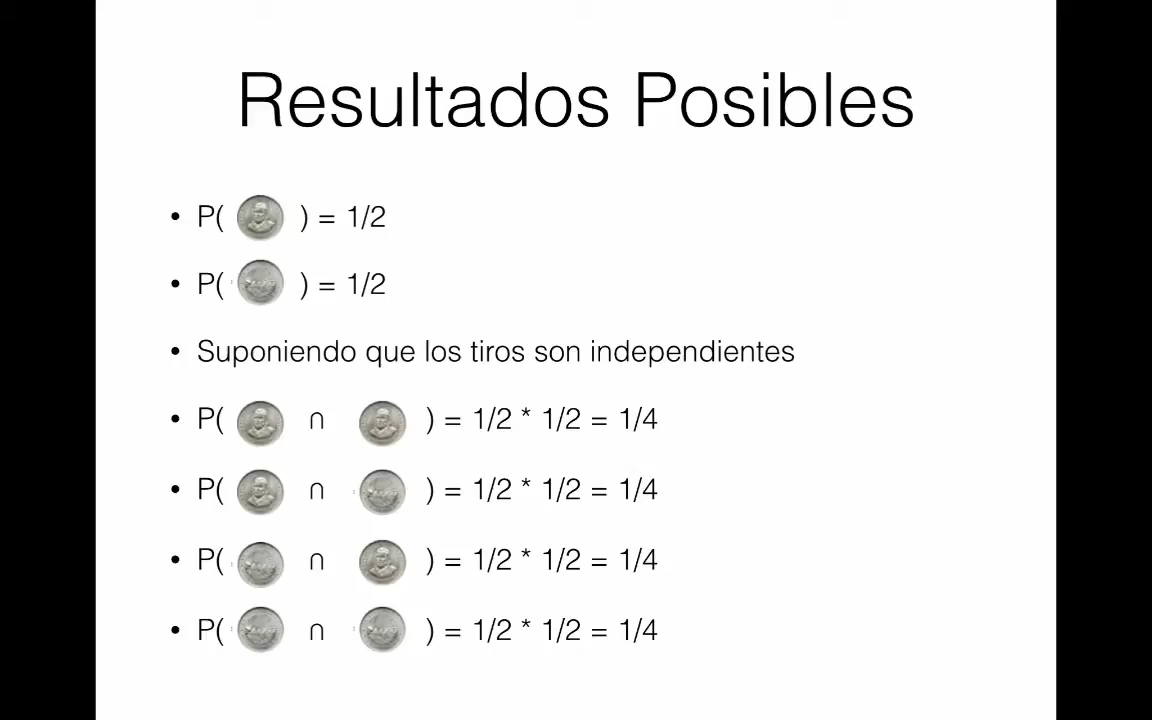 Resultados Posibles
• P( ) = 1/2
• P( ) = 1/2
• Suponiendo que los tiros son independientes
• P( ∩ ) = 1/2 * 1/2 = 1/4
• P( ∩ ) = 1/2 * 1/2 = 1/4
• P( ∩ ) = 1/2 * 1/2 = 1/4
• P( ∩ ) = 1/2 * 1/2 = 1/4